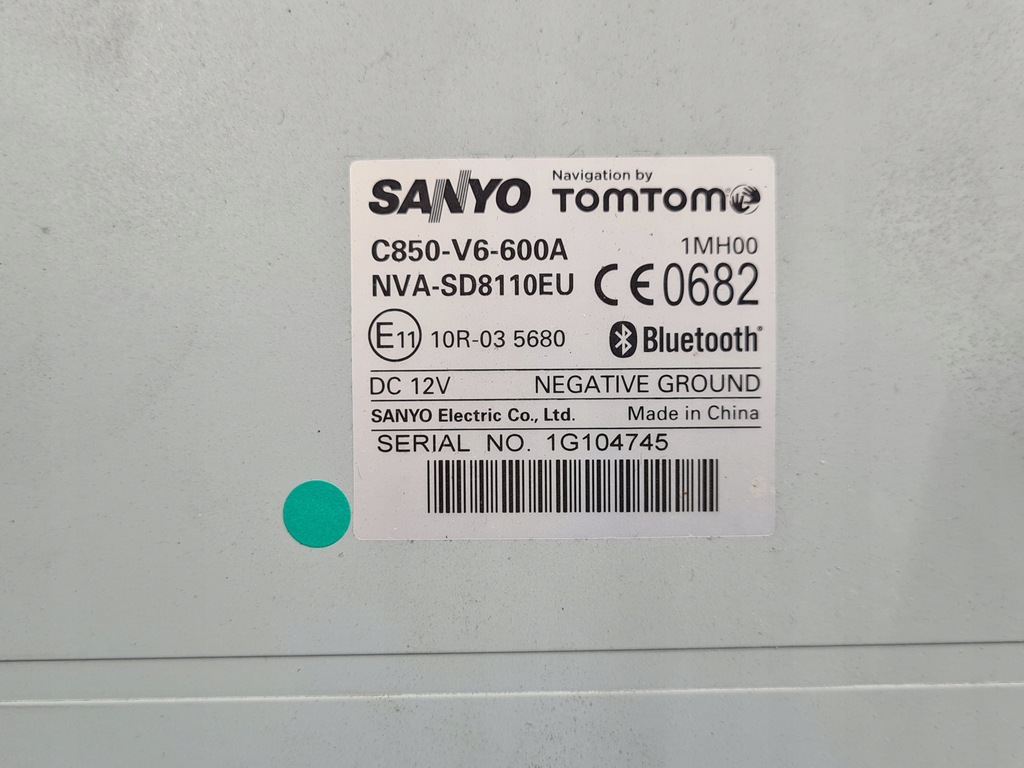 SANYO Navigation by TOMTOM
C850-V6-600A 1MH00
NVA-SD8110EU CE0682
E11 10R-03 5680 Bluetooth®
DC 12V NEGATIVE GROUND
SANYO Electric Co., Ltd. Made in China
SERIAL NO. 1G104745